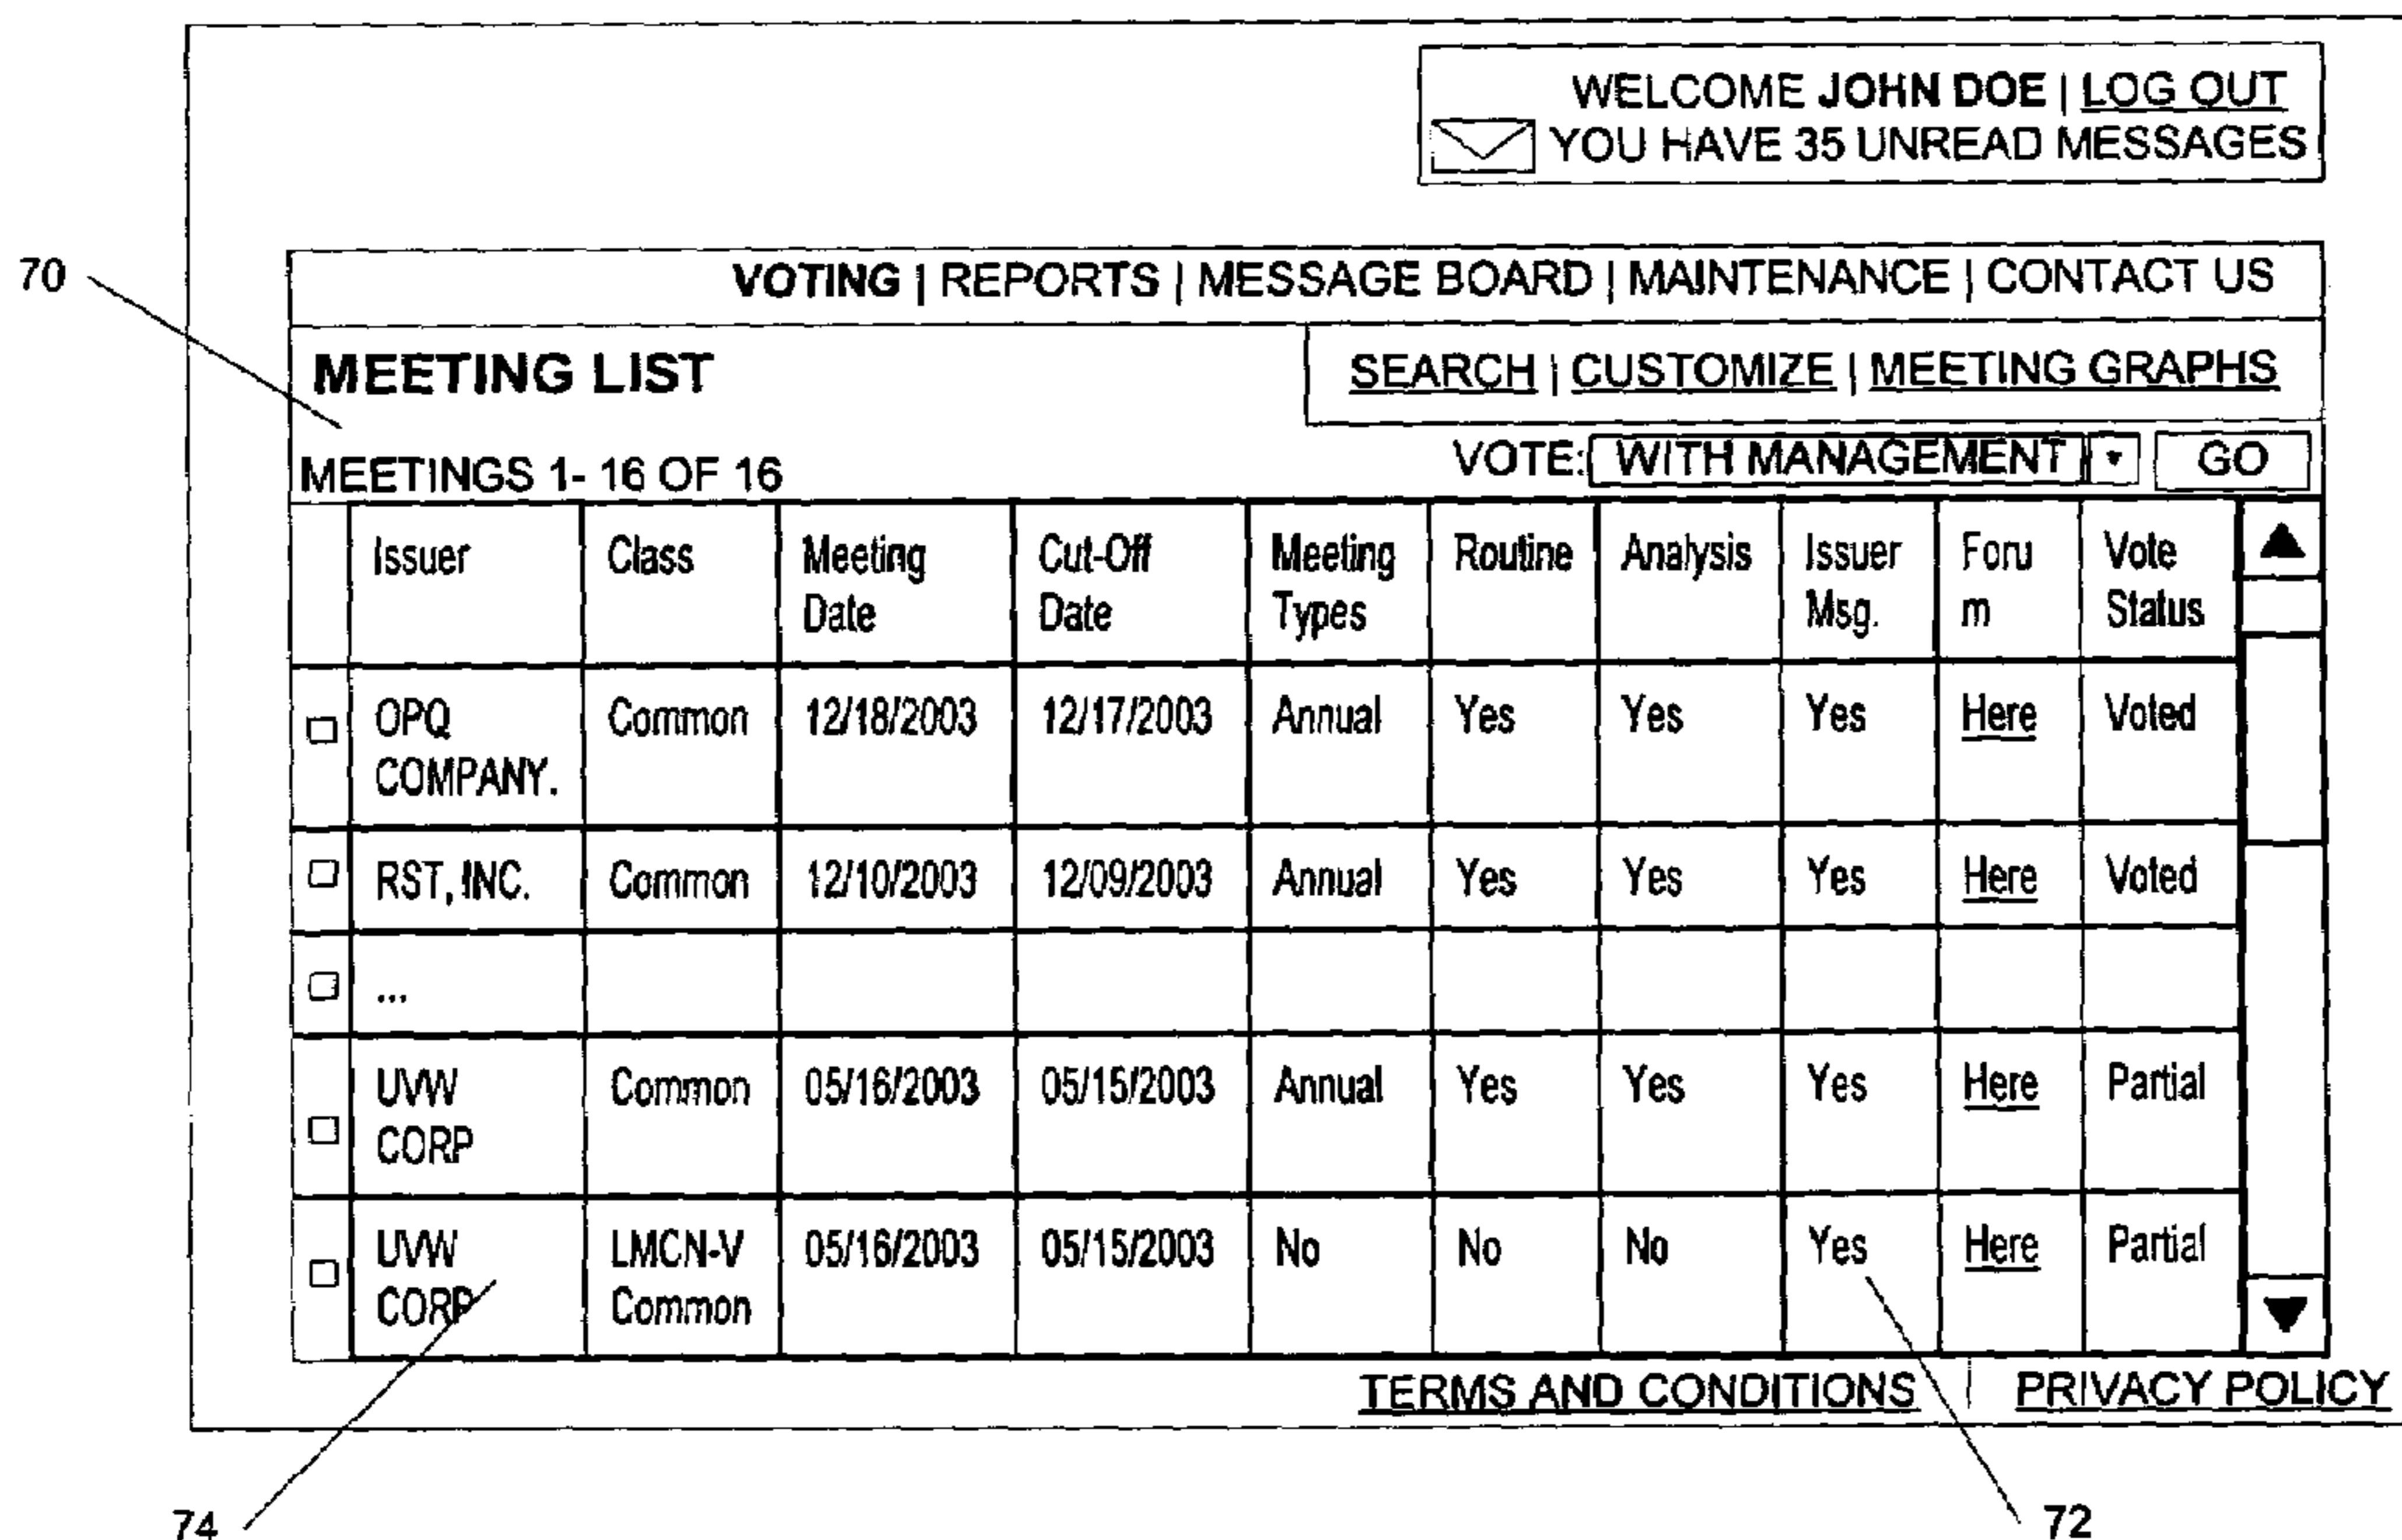 WELCOME JOHN DOE | LOG OUT
YOU HAVE 35 UNREAD MESSAGES
70
VOTING | REPORTS | MESSAGE BOARD | MAINTENANCE | CONTACT US
MEETING LIST
SEARCH | CUSTOMIZE | MEETING GRAPHS
MEETINGS 1- 16 OF 16
VOTE: WITH MANAGEMENT GO
Issuer Class Meeting Cut-Off Meeting Routine Analysis Issuer Foru Vote
Date Date Types Msg. m Status
OPQ Common 12/18/2003 12/17/2003 Annual Yes Yes Yes Here Voted
COMPANY.
RST, INC. Common 12/10/2003 12/09/2003 Annual Yes Yes Yes Here Voted
...
UVW Common 05/16/2003 05/15/2003 Annual Yes Yes Yes Here Partial
CORP
UVW LMCN-V 05/16/2003 05/15/2003 No No No Yes Here Partial
CORP Common
TERMS AND CONDITIONS | PRIVACY POLICY
74
72